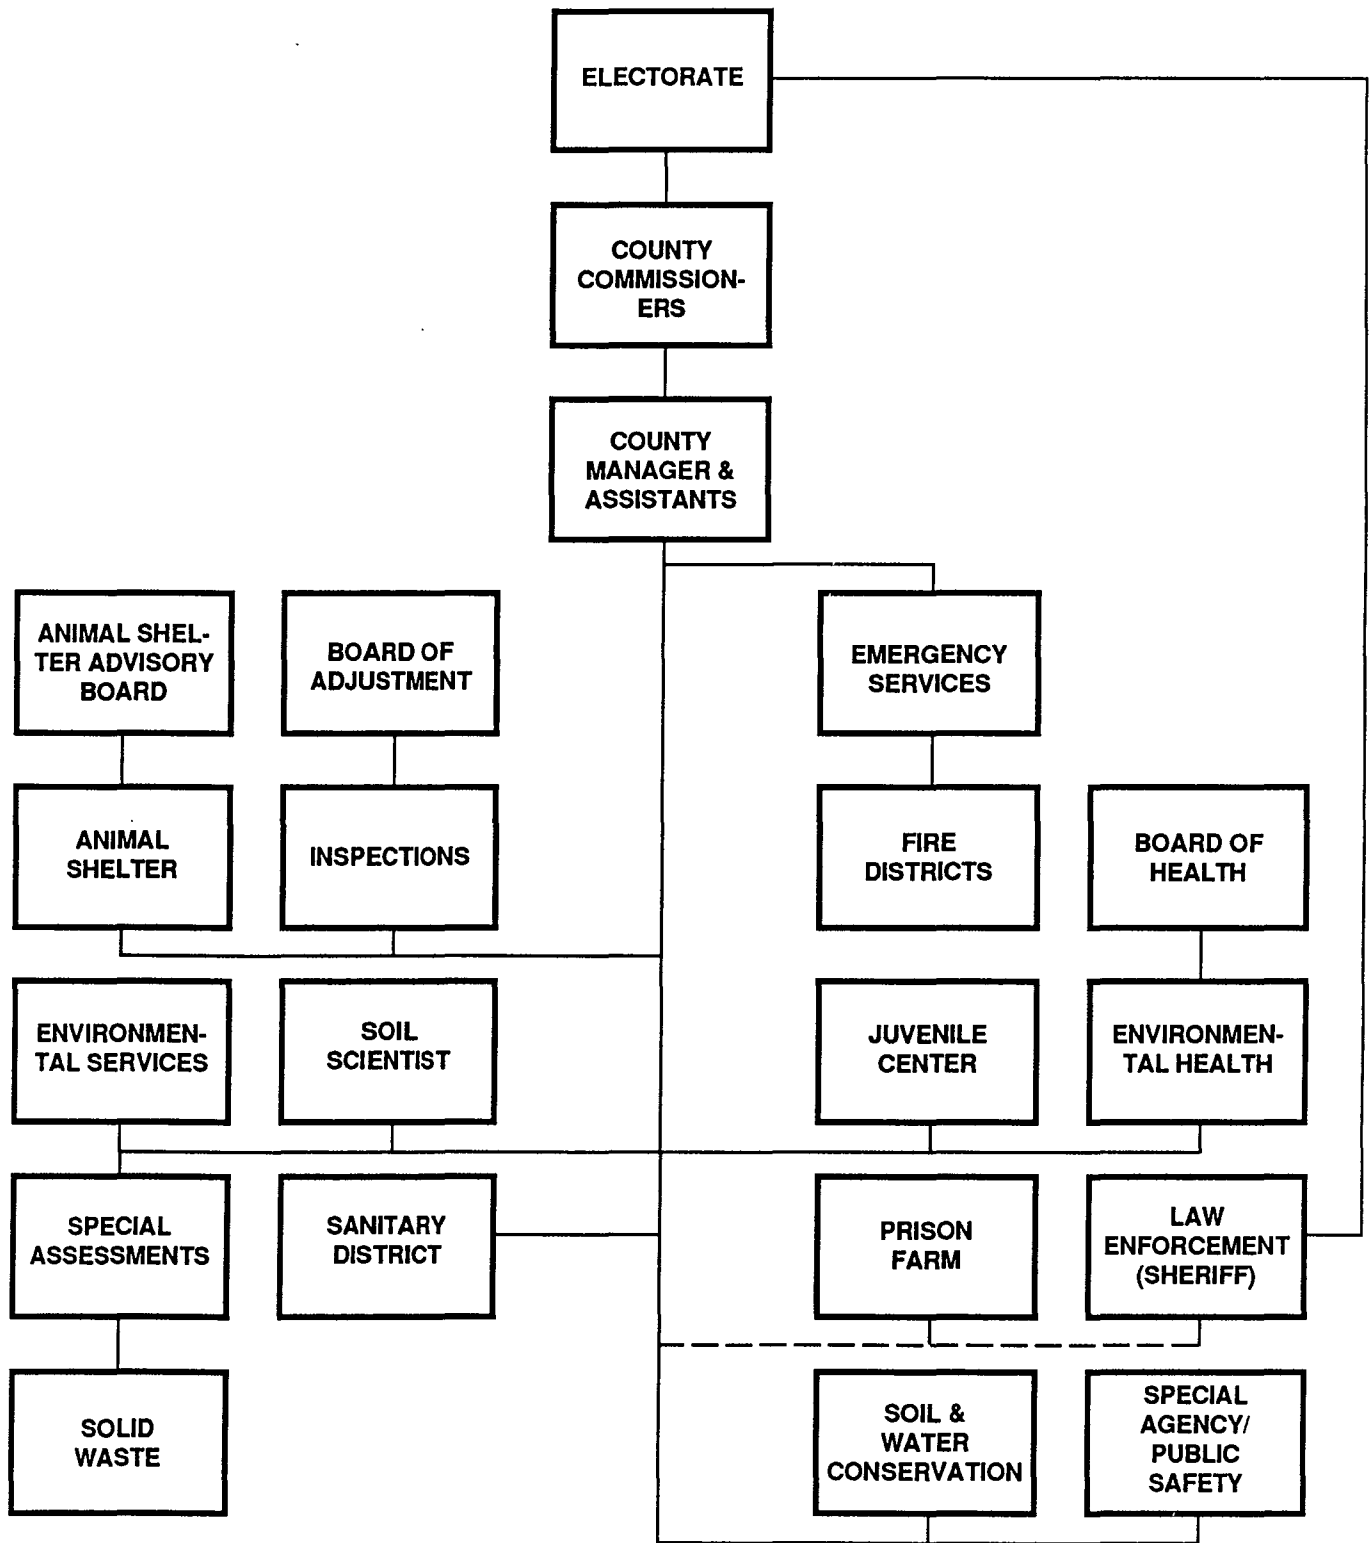 ELECTORATE
COUNTY
COMMISSION-
ERS
COUNTY
MANAGER &
ASSISTANTS
ANIMAL SHEL-
TER ADVISORY
BOARD
BOARD OF
ADJUSTMENT
EMERGENCY
SERVICES
ANIMAL
SHELTER
INSPECTIONS
FIRE
DISTRICTS
BOARD OF
HEALTH
ENVIRONMEN-
TAL SERVICES
SOIL
SCIENTIST
JUVENILE
CENTER
ENVIRONMEN-
TAL HEALTH
SPECIAL
ASSESSMENTS
SANITARY
DISTRICT
PRISON
FARM
LAW
ENFORCEMENT
(SHERIFF)
SOLID
WASTE
SOIL &
WATER
CONSERVATION
SPECIAL
AGENCY/
PUBLIC
SAFETY